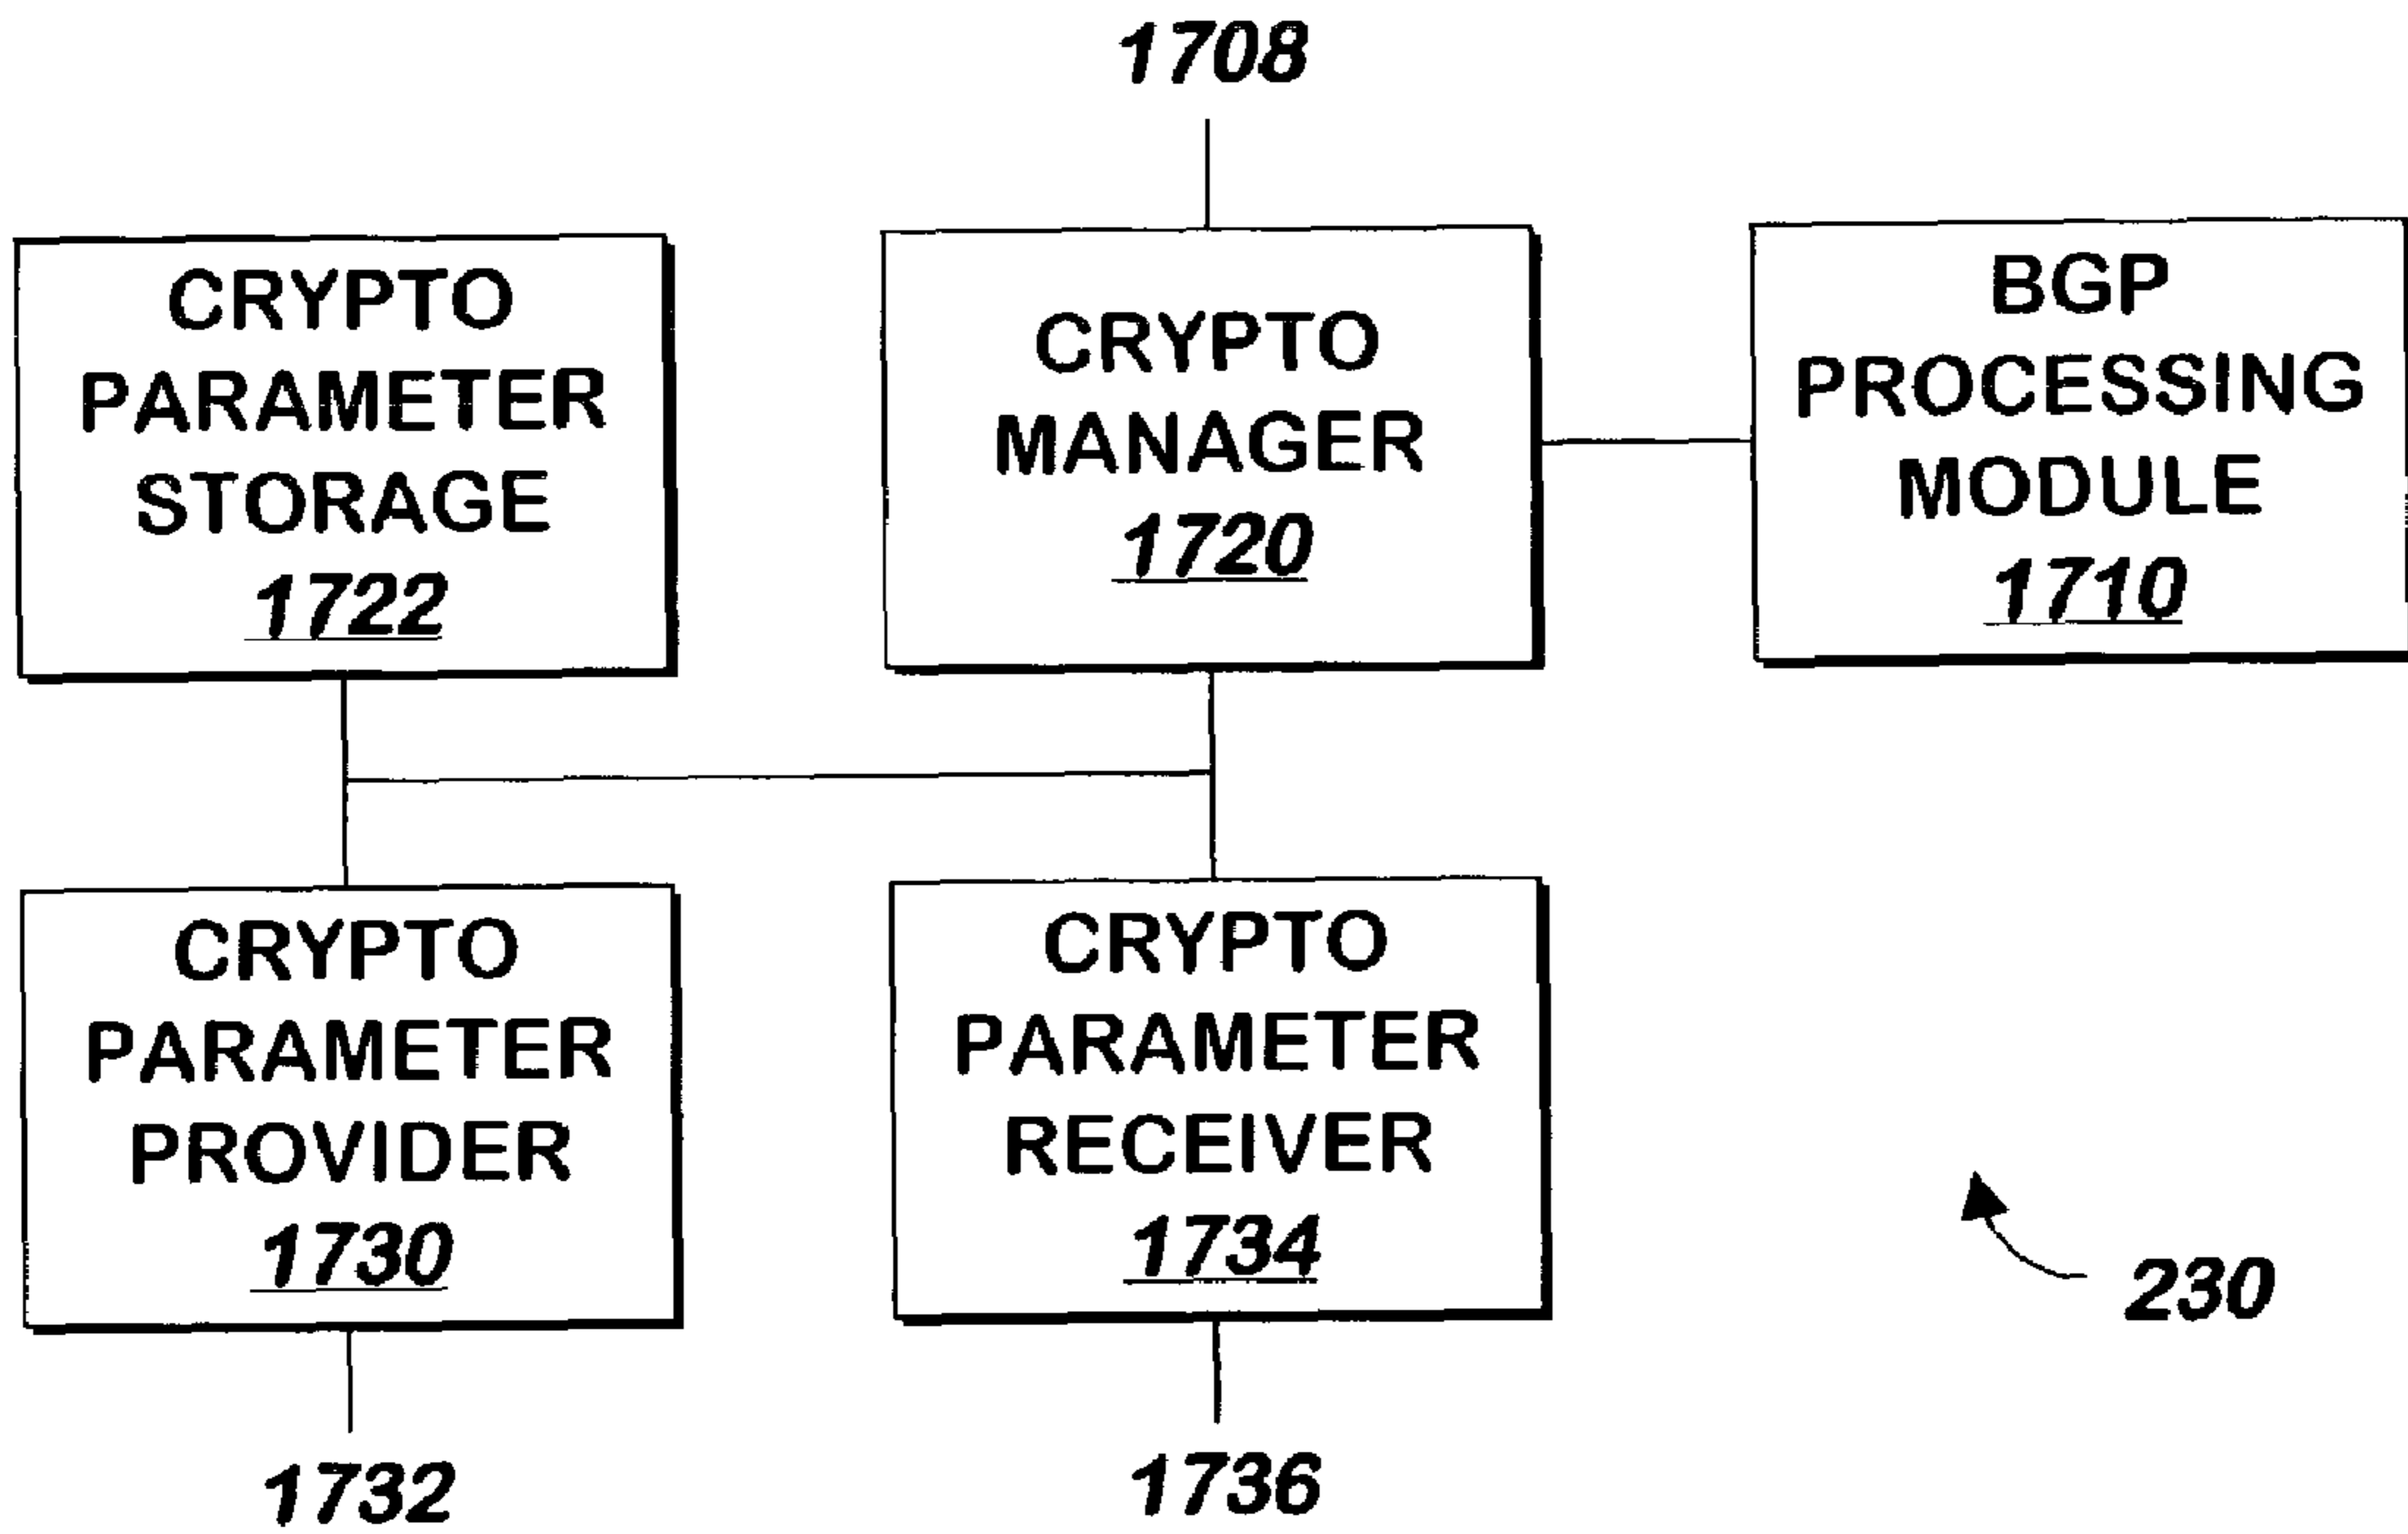 1708
CRYPTO
PARAMETER
STORAGE
1722
CRYPTO
MANAGER
1720
BGP
PROCESSING
MODULE
1710
CRYPTO
PARAMETER
PROVIDER
1730
CRYPTO
PARAMETER
RECEIVER
1734
230
1732
1736